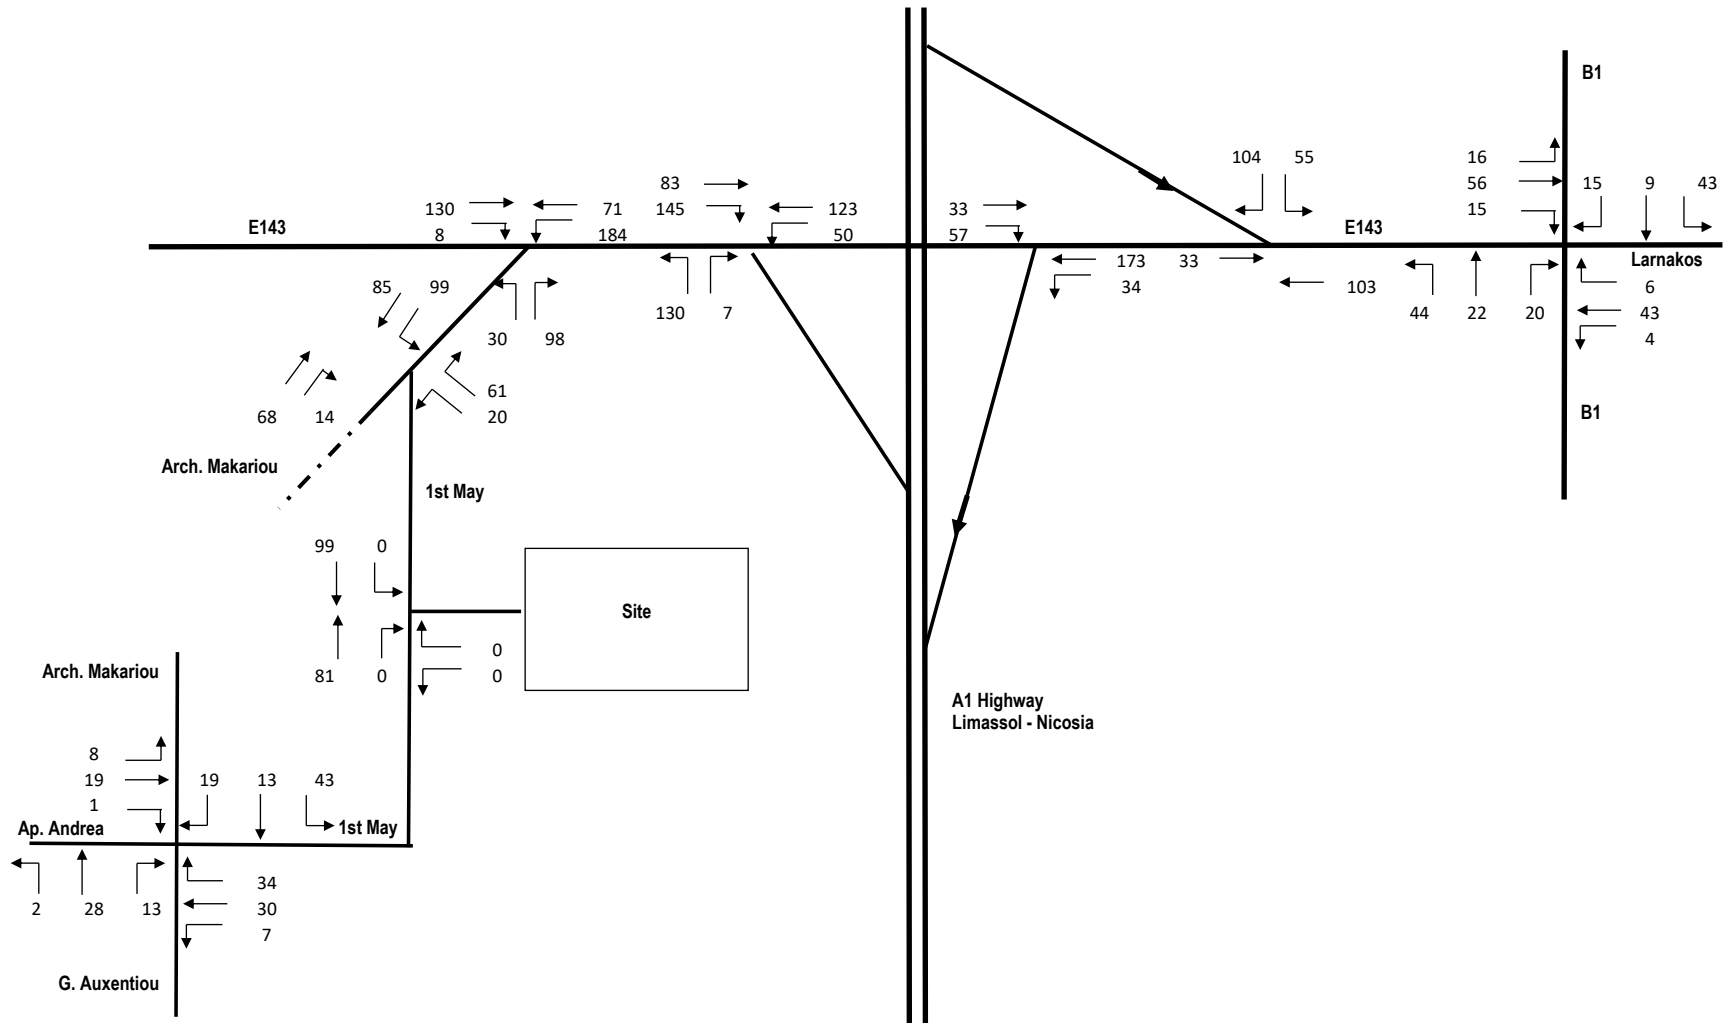 B1
104 55
16
83
56 15 9 43
130 71 145 123 33 15
E143 8 184 50 57 E143
173 33 Larnakos
85 99 34 103 6
130 7 44 22 20 43
30 98 4
61
68 14 20
B1
Arch. Makariou
1st May
99 0
Site
0
Arch. Makariou 81 0 0
A1 Highway
Limassol - Nicosia
8
19 19 13 43
1
Ap. Andrea 1st May
34
2 28 13 30
7
G. Auxentiou